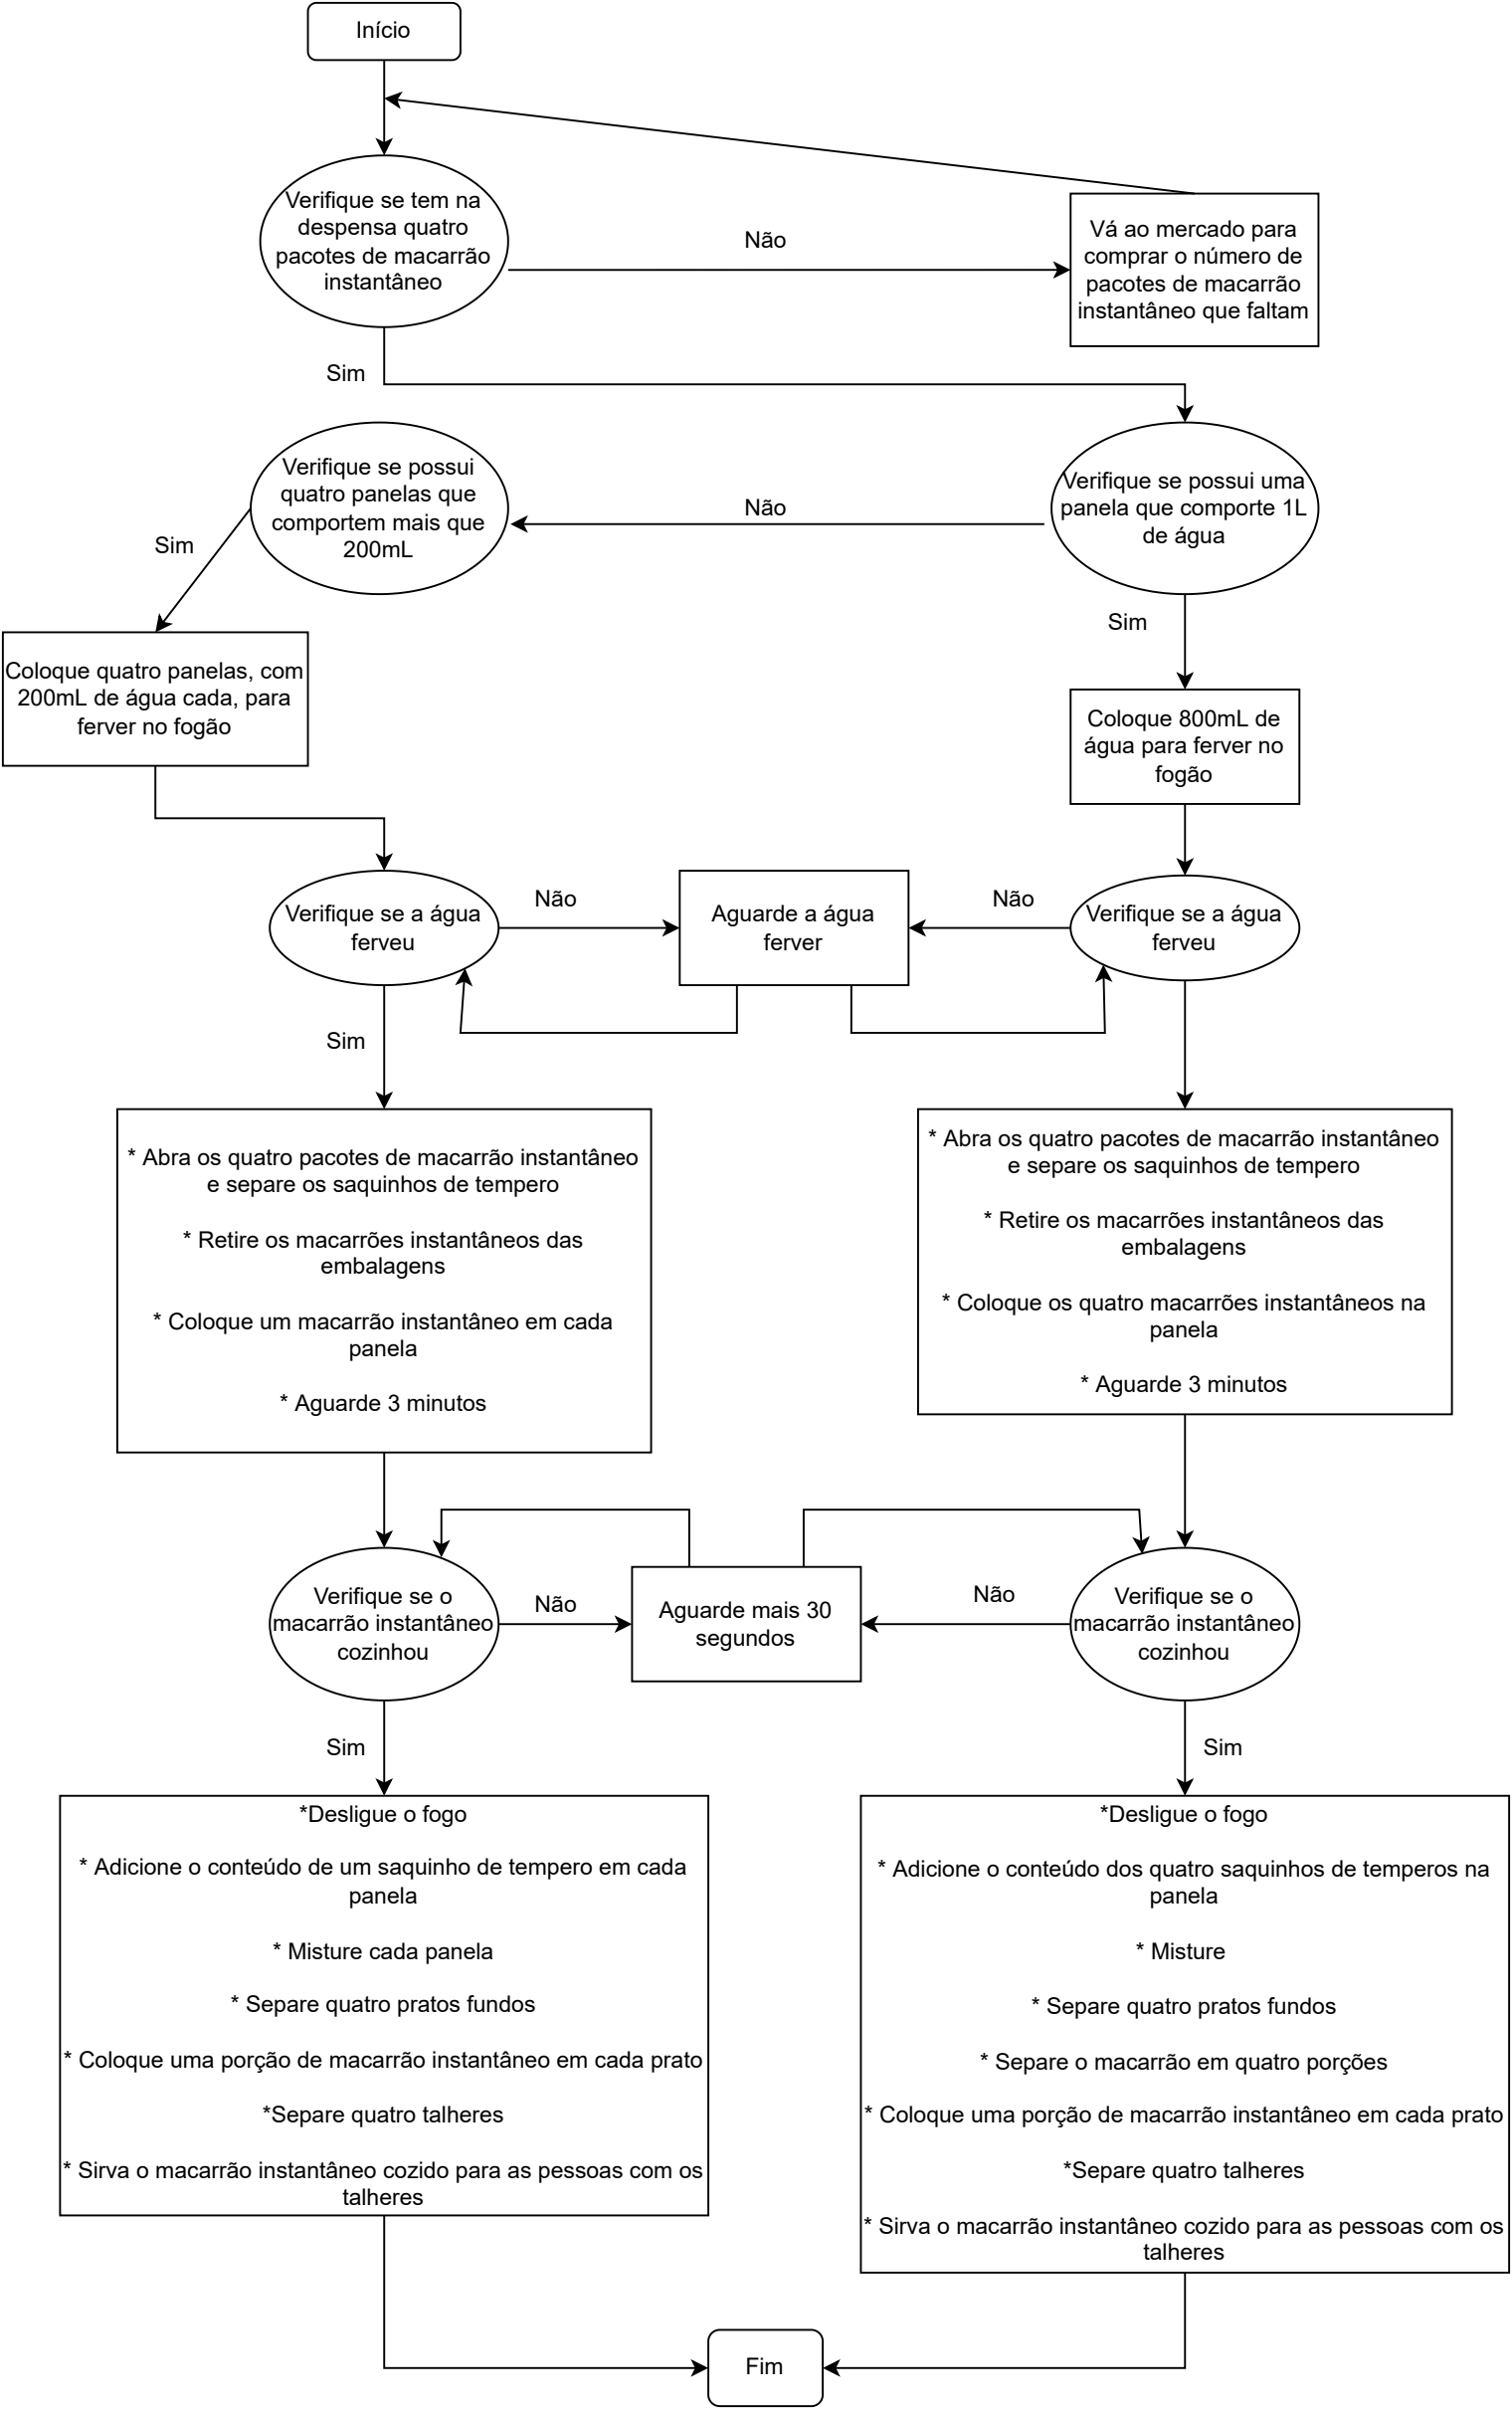 Início
Verifique se tem na
despensa quatro
pacotes de macarrão
instantâneo
Não
Vá ao mercado para
comprar o número de
pacotes de macarrão
instantâneo que faltam
Sim
Verifique se possui uma
panela que comporte 1L
de água
Não
Verifique se possui
quatro panelas que
comportem mais que
200mL
Sim
Coloque quatro panelas, com
200mL de água cada, para
ferver no fogão
Sim
Coloque 800mL de
água para ferver no
fogão
Verifique se a água
ferveu
Não
Aguarde a água
ferver
Não
Verifique se a água
ferveu
Sim
* Abra os quatro pacotes de macarrão instantâneo
e separe os saquinhos de tempero
* Retire os macarrões instantâneos das
embalagens
* Coloque um macarrão instantâneo em cada
panela
* Aguarde 3 minutos
* Abra os quatro pacotes de macarrão instantâneo
e separe os saquinhos de tempero
* Retire os macarrões instantâneos das
embalagens
* Coloque os quatro macarrões instantâneos na
panela
* Aguarde 3 minutos
Verifique se o
macarrão instantâneo
cozinhou
Não
Aguarde mais 30
segundos
Não
Verifique se o
macarrão instantâneo
cozinhou
Sim
Sim
*Desligue o fogo
* Adicione o conteúdo de um saquinho de tempero em cada
panela
* Misture cada panela
* Separe quatro pratos fundos
* Coloque uma porção de macarrão instantâneo em cada prato
*Separe quatro talheres
* Sirva o macarrão instantâneo cozido para as pessoas com os
talheres
*Desligue o fogo
* Adicione o conteúdo dos quatro saquinhos de temperos na
panela
* Misture
* Separe quatro pratos fundos
* Separe o macarrão em quatro porções
* Coloque uma porção de macarrão instantâneo em cada prato
*Separe quatro talheres
* Sirva o macarrão instantâneo cozido para as pessoas com os
talheres
Fim